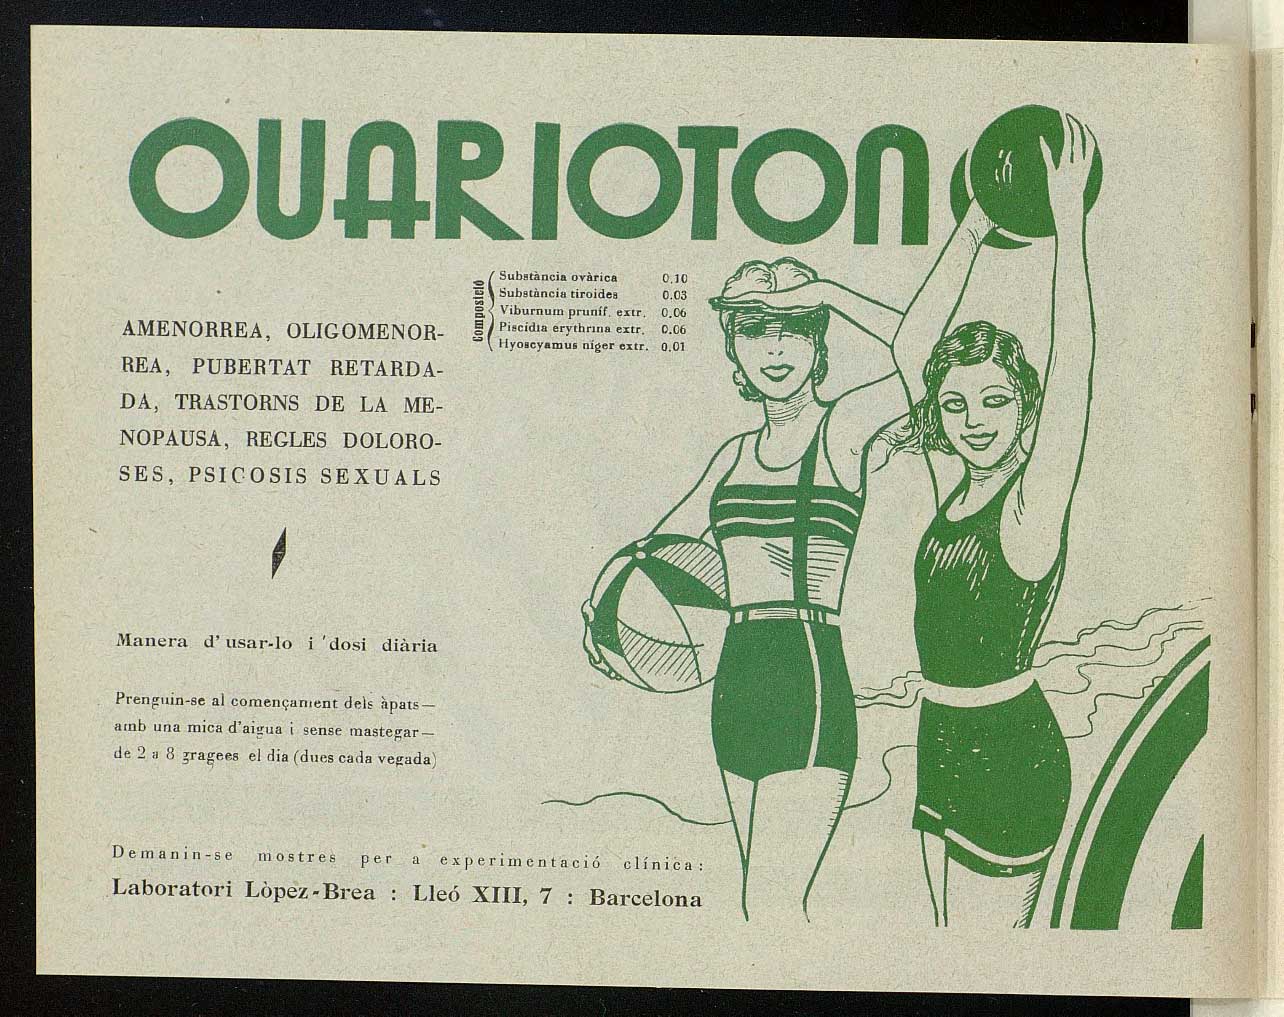 OUARIOTON
Composició
Substància ovàrica 0.10
Substància tiroides 0.03
Viburnum prunif. extr. 0.06
Piscidia erythrina extr. 0.06
Hyoscyamus niger extr. 0.01
AMENORREA, OLIGOMENOR-
REA, PUBERTAT RETARDA-
DA, TRASTORNS DE LA ME-
NOPAUSA, REGLES DOLORO-
SES, PSICOSIS SEXUALS
Manera d'usar-lo i 'dosi diària
Prenguin-se al començament dels àpats—
amb una mica d'aigua i sense mastegar—
de 2 a 8 gragees el dia (dues cada vegada)
Demanin-se mostres per a experimentació clínica:
Laboratori Lòpez-Brea : Lleó XIII, 7 : Barcelona